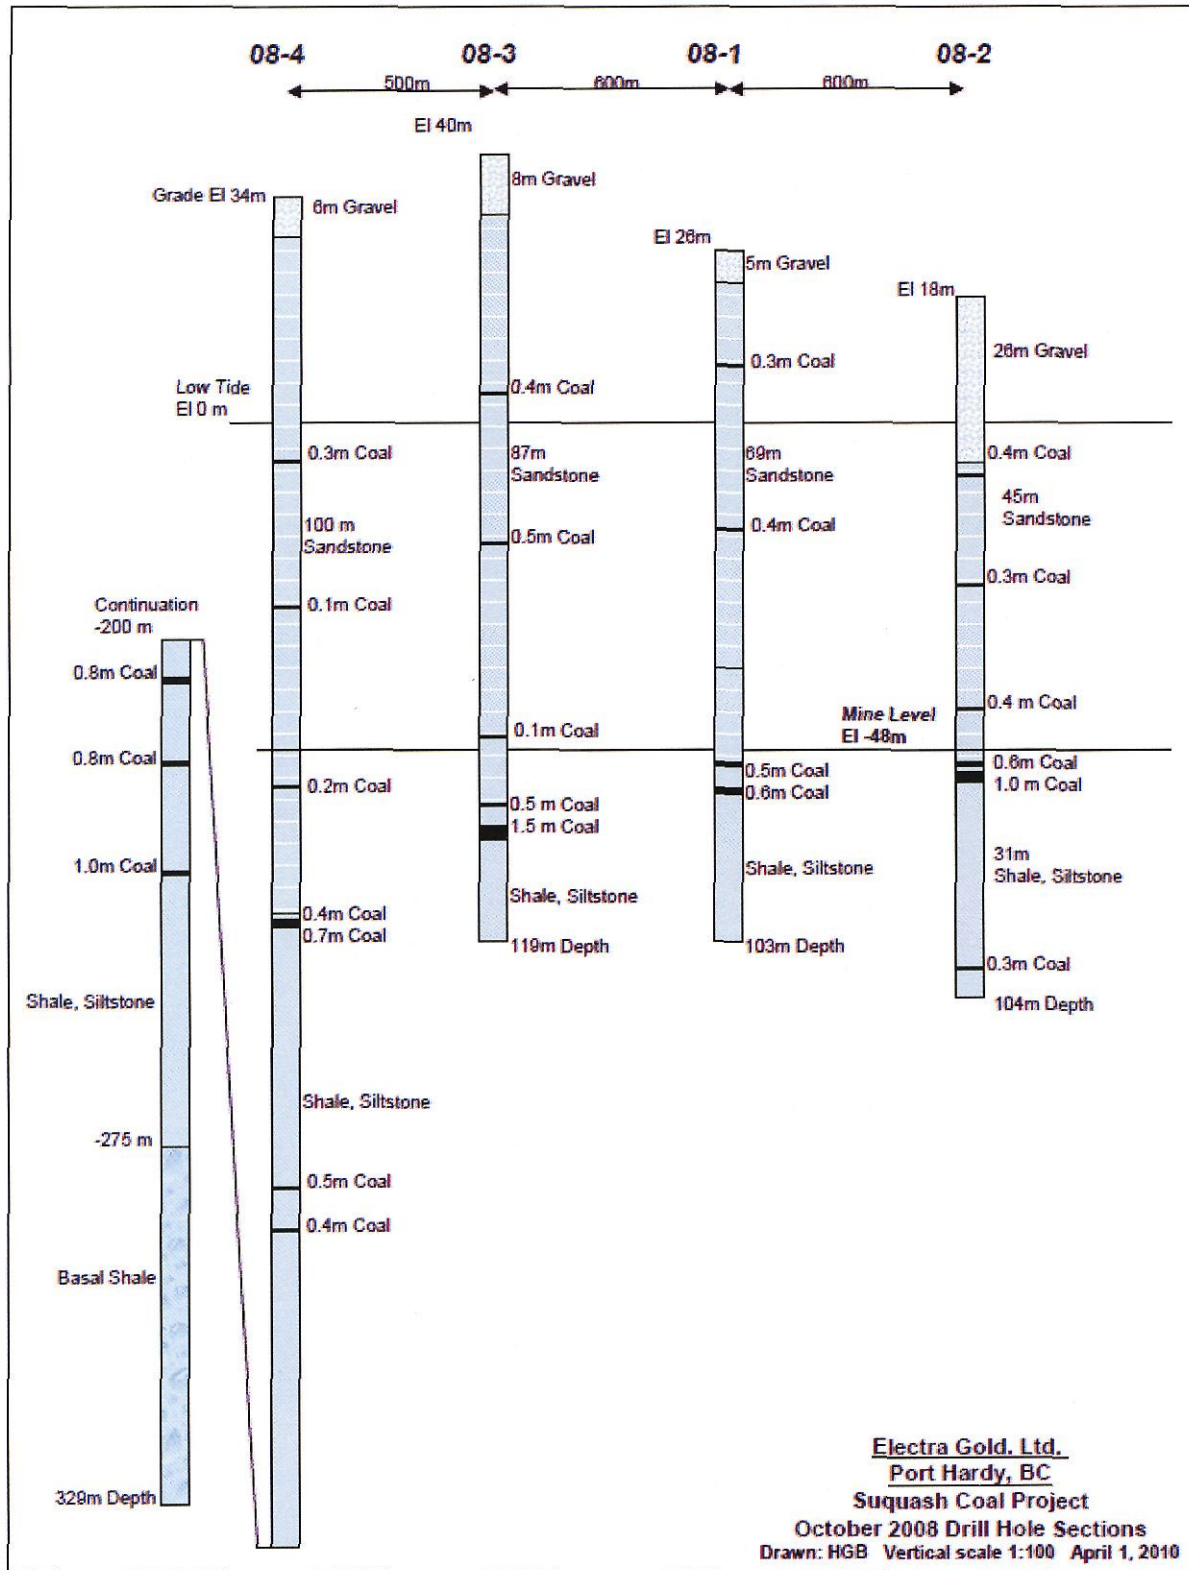 08-4
08-3
08-1
08-2
500m
600m
600m
El 40m
8m Gravel
Grade El 34m
6m Gravel
El 26m
5m Gravel
El 18m
26m Gravel
0.3m Coal
Low Tide
El 0 m
0.4m Coal
0.3m Coal
87m
Sandstone
69m
Sandstone
0.4m Coal
45m
Sandstone
100 m
Sandstone
0.5m Coal
0.4m Coal
0.3m Coal
Continuation
-200 m
0.1m Coal
0.8m Coal
0.1m Coal
Mine Level
El -48m
0.4 m Coal
0.8m Coal
0.2m Coal
0.5m Coal
0.6m Coal
0.6m Coal
1.0 m Coal
0.5 m Coal
1.5 m Coal
1.0m Coal
Shale, Siltstone
31m
Shale, Siltstone
Shale, Siltstone
0.4m Coal
0.7m Coal
119m Depth
103m Depth
0.3m Coal
104m Depth
Shale, Siltstone
Shale, Siltstone
-275 m
0.5m Coal
0.4m Coal
Basal Shale
329m Depth
Electra Gold. Ltd.
Port Hardy, BC
Suquash Coal Project
October 2008 Drill Hole Sections
Drawn: HGB Vertical scale 1:100 April 1, 2010